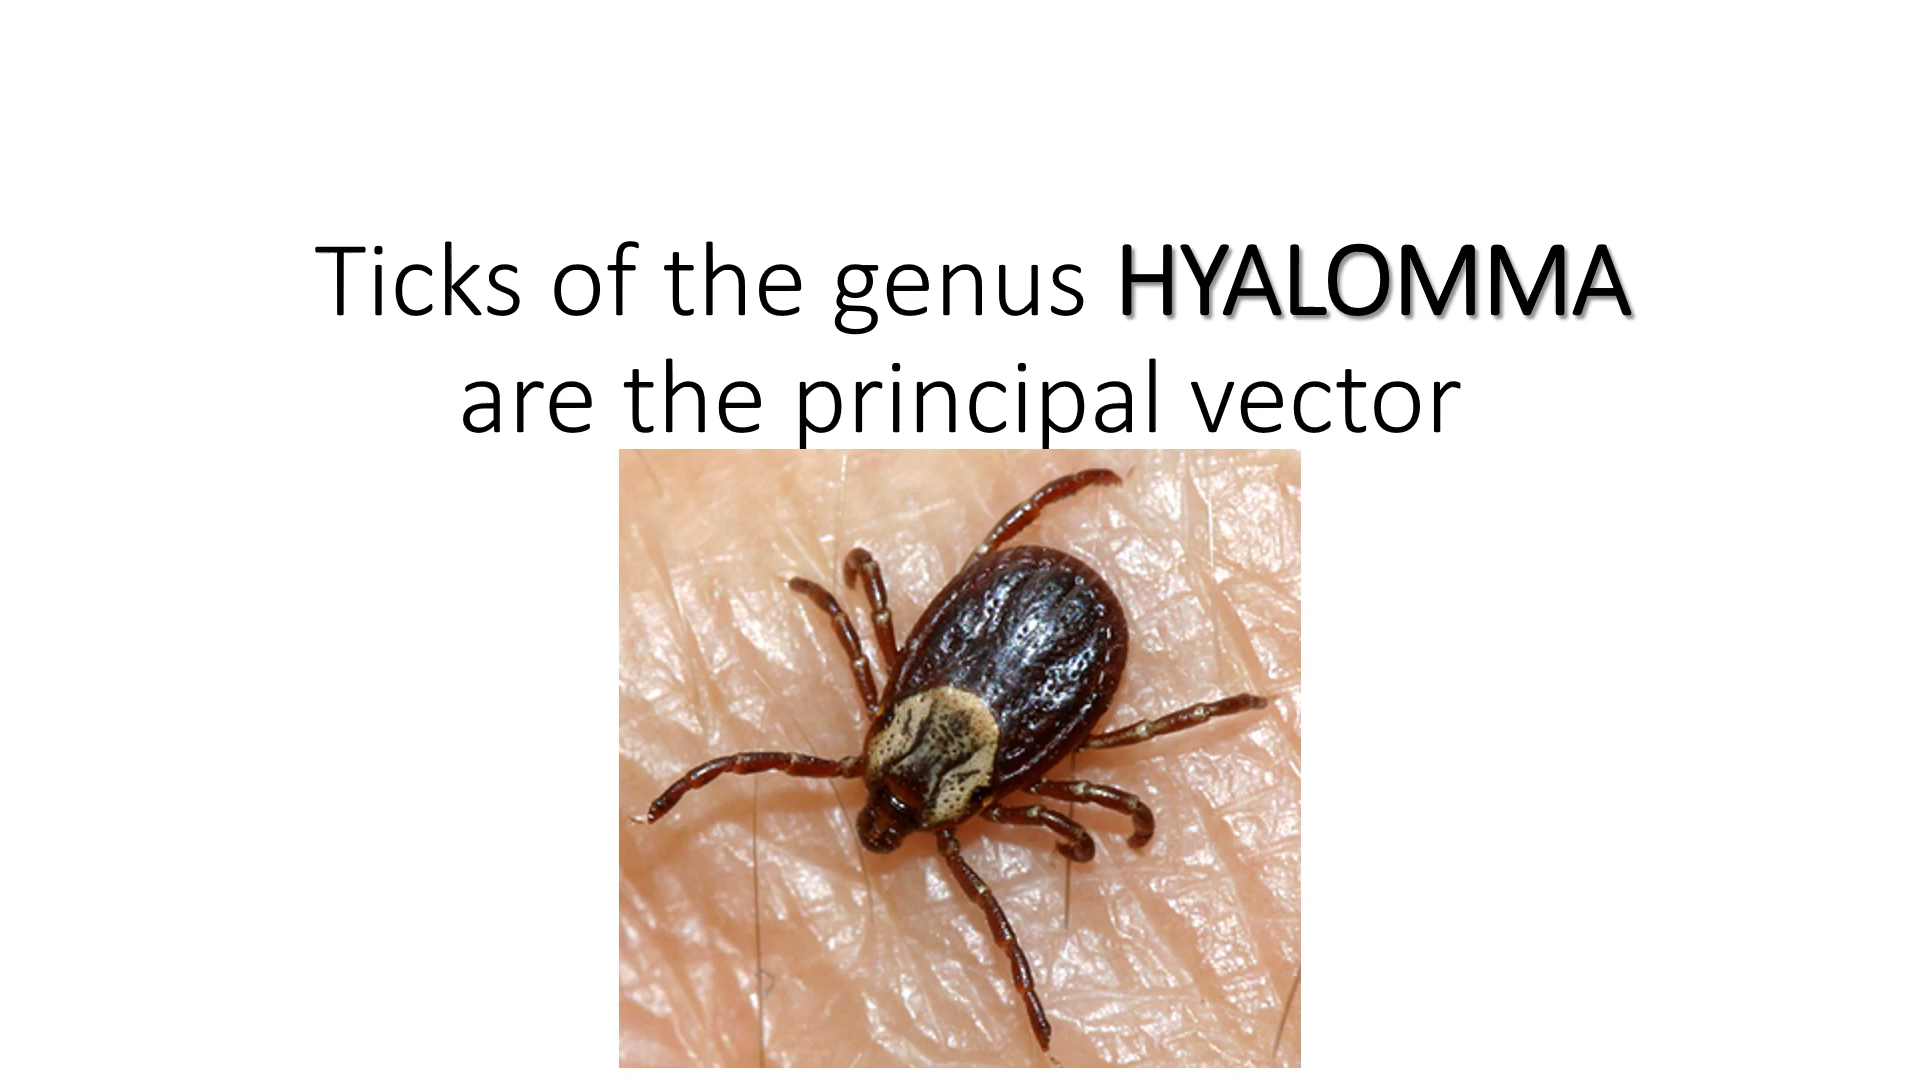 Ticks of the genus HYALOMMA
are the principal vector